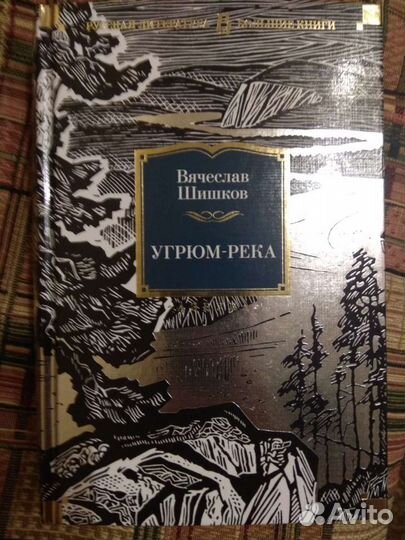 РУССКАЯ ЛИТЕРАТУРА Б БОЛЬШИЕ КНИГИ
Вячеслав
Шишков
УГРЮМ-РЕКА
Avito